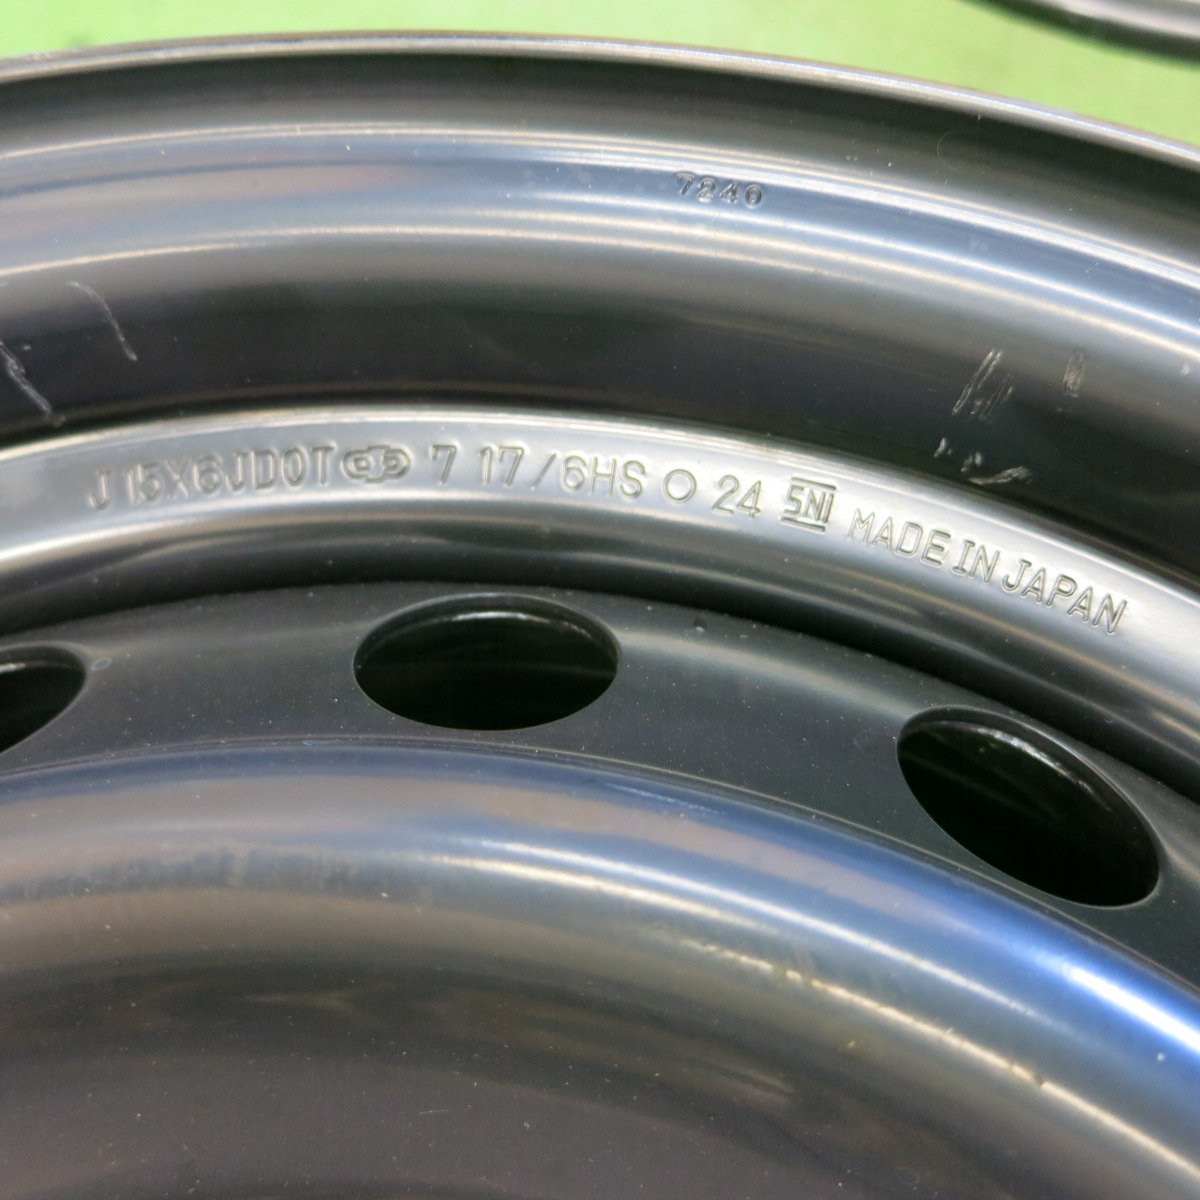 7240
J 15X6JDOT 7 17/6HS O 24 SNI MADE IN JAPAN